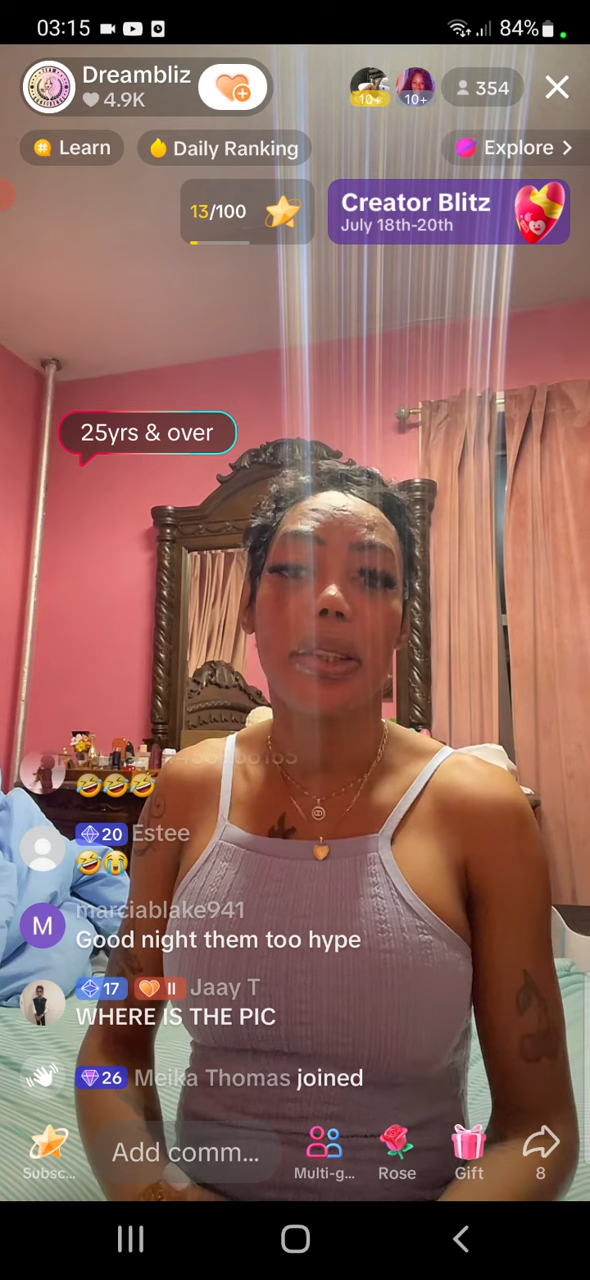 03:15
84%
Dreambliz
4.9K
10+
10+
354
Learn
Daily Ranking
Explore
13/100
Creator Blitz
July 18th-20th
25yrs & over
🤣🤣🤣
20 Estee
🤣😭
M
marciablake941
Good night them too hype
17 II Jaay T
WHERE IS THE PIC
26 Meika Thomas joined
Subsc...
Add comm...
Multi-g...
Rose
Gift
8